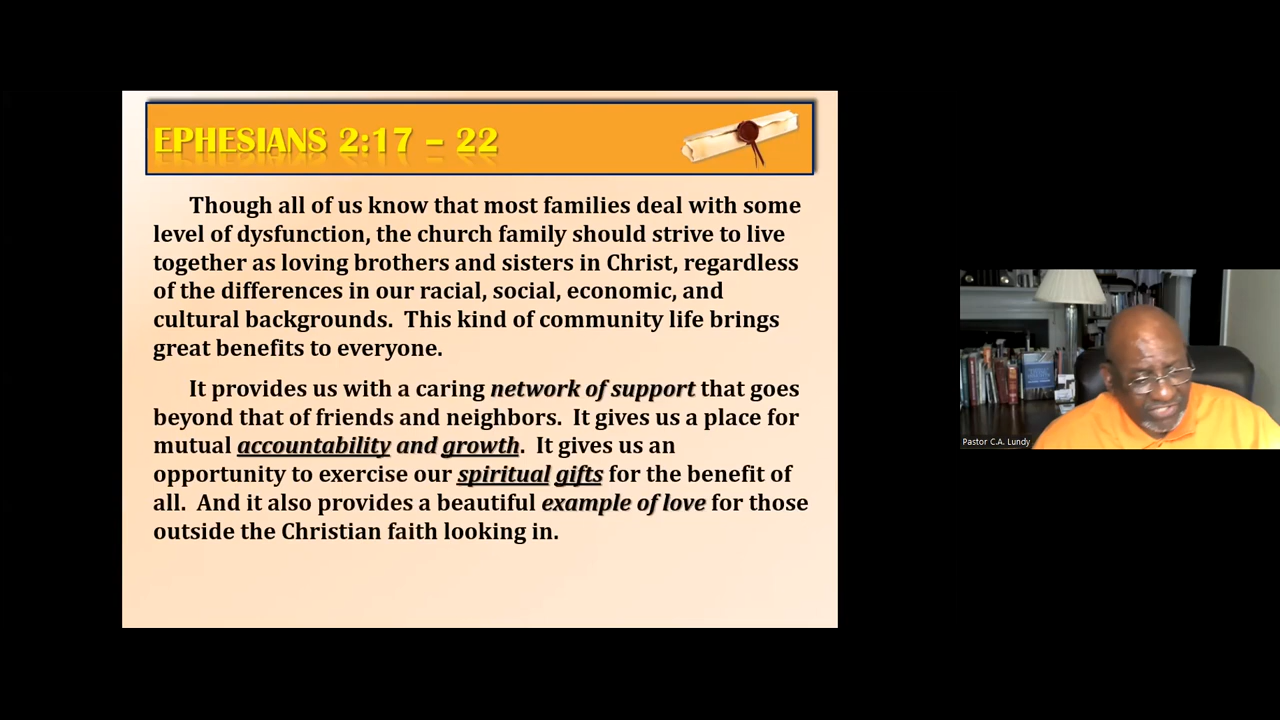 EPHESIANS 2:17 – 22
Though all of us know that most families deal with some
level of dysfunction, the church family should strive to live
together as loving brothers and sisters in Christ, regardless
of the differences in our racial, social, economic, and
cultural backgrounds.  This kind of community life brings
great benefits to everyone.
It provides us with a caring network of support that goes
beyond that of friends and neighbors.  It gives us a place for
mutual accountability and growth.  It gives us an
opportunity to exercise our spiritual gifts for the benefit of
all.  And it also provides a beautiful example of love for those
outside the Christian faith looking in.
Pastor C.A. Lundy